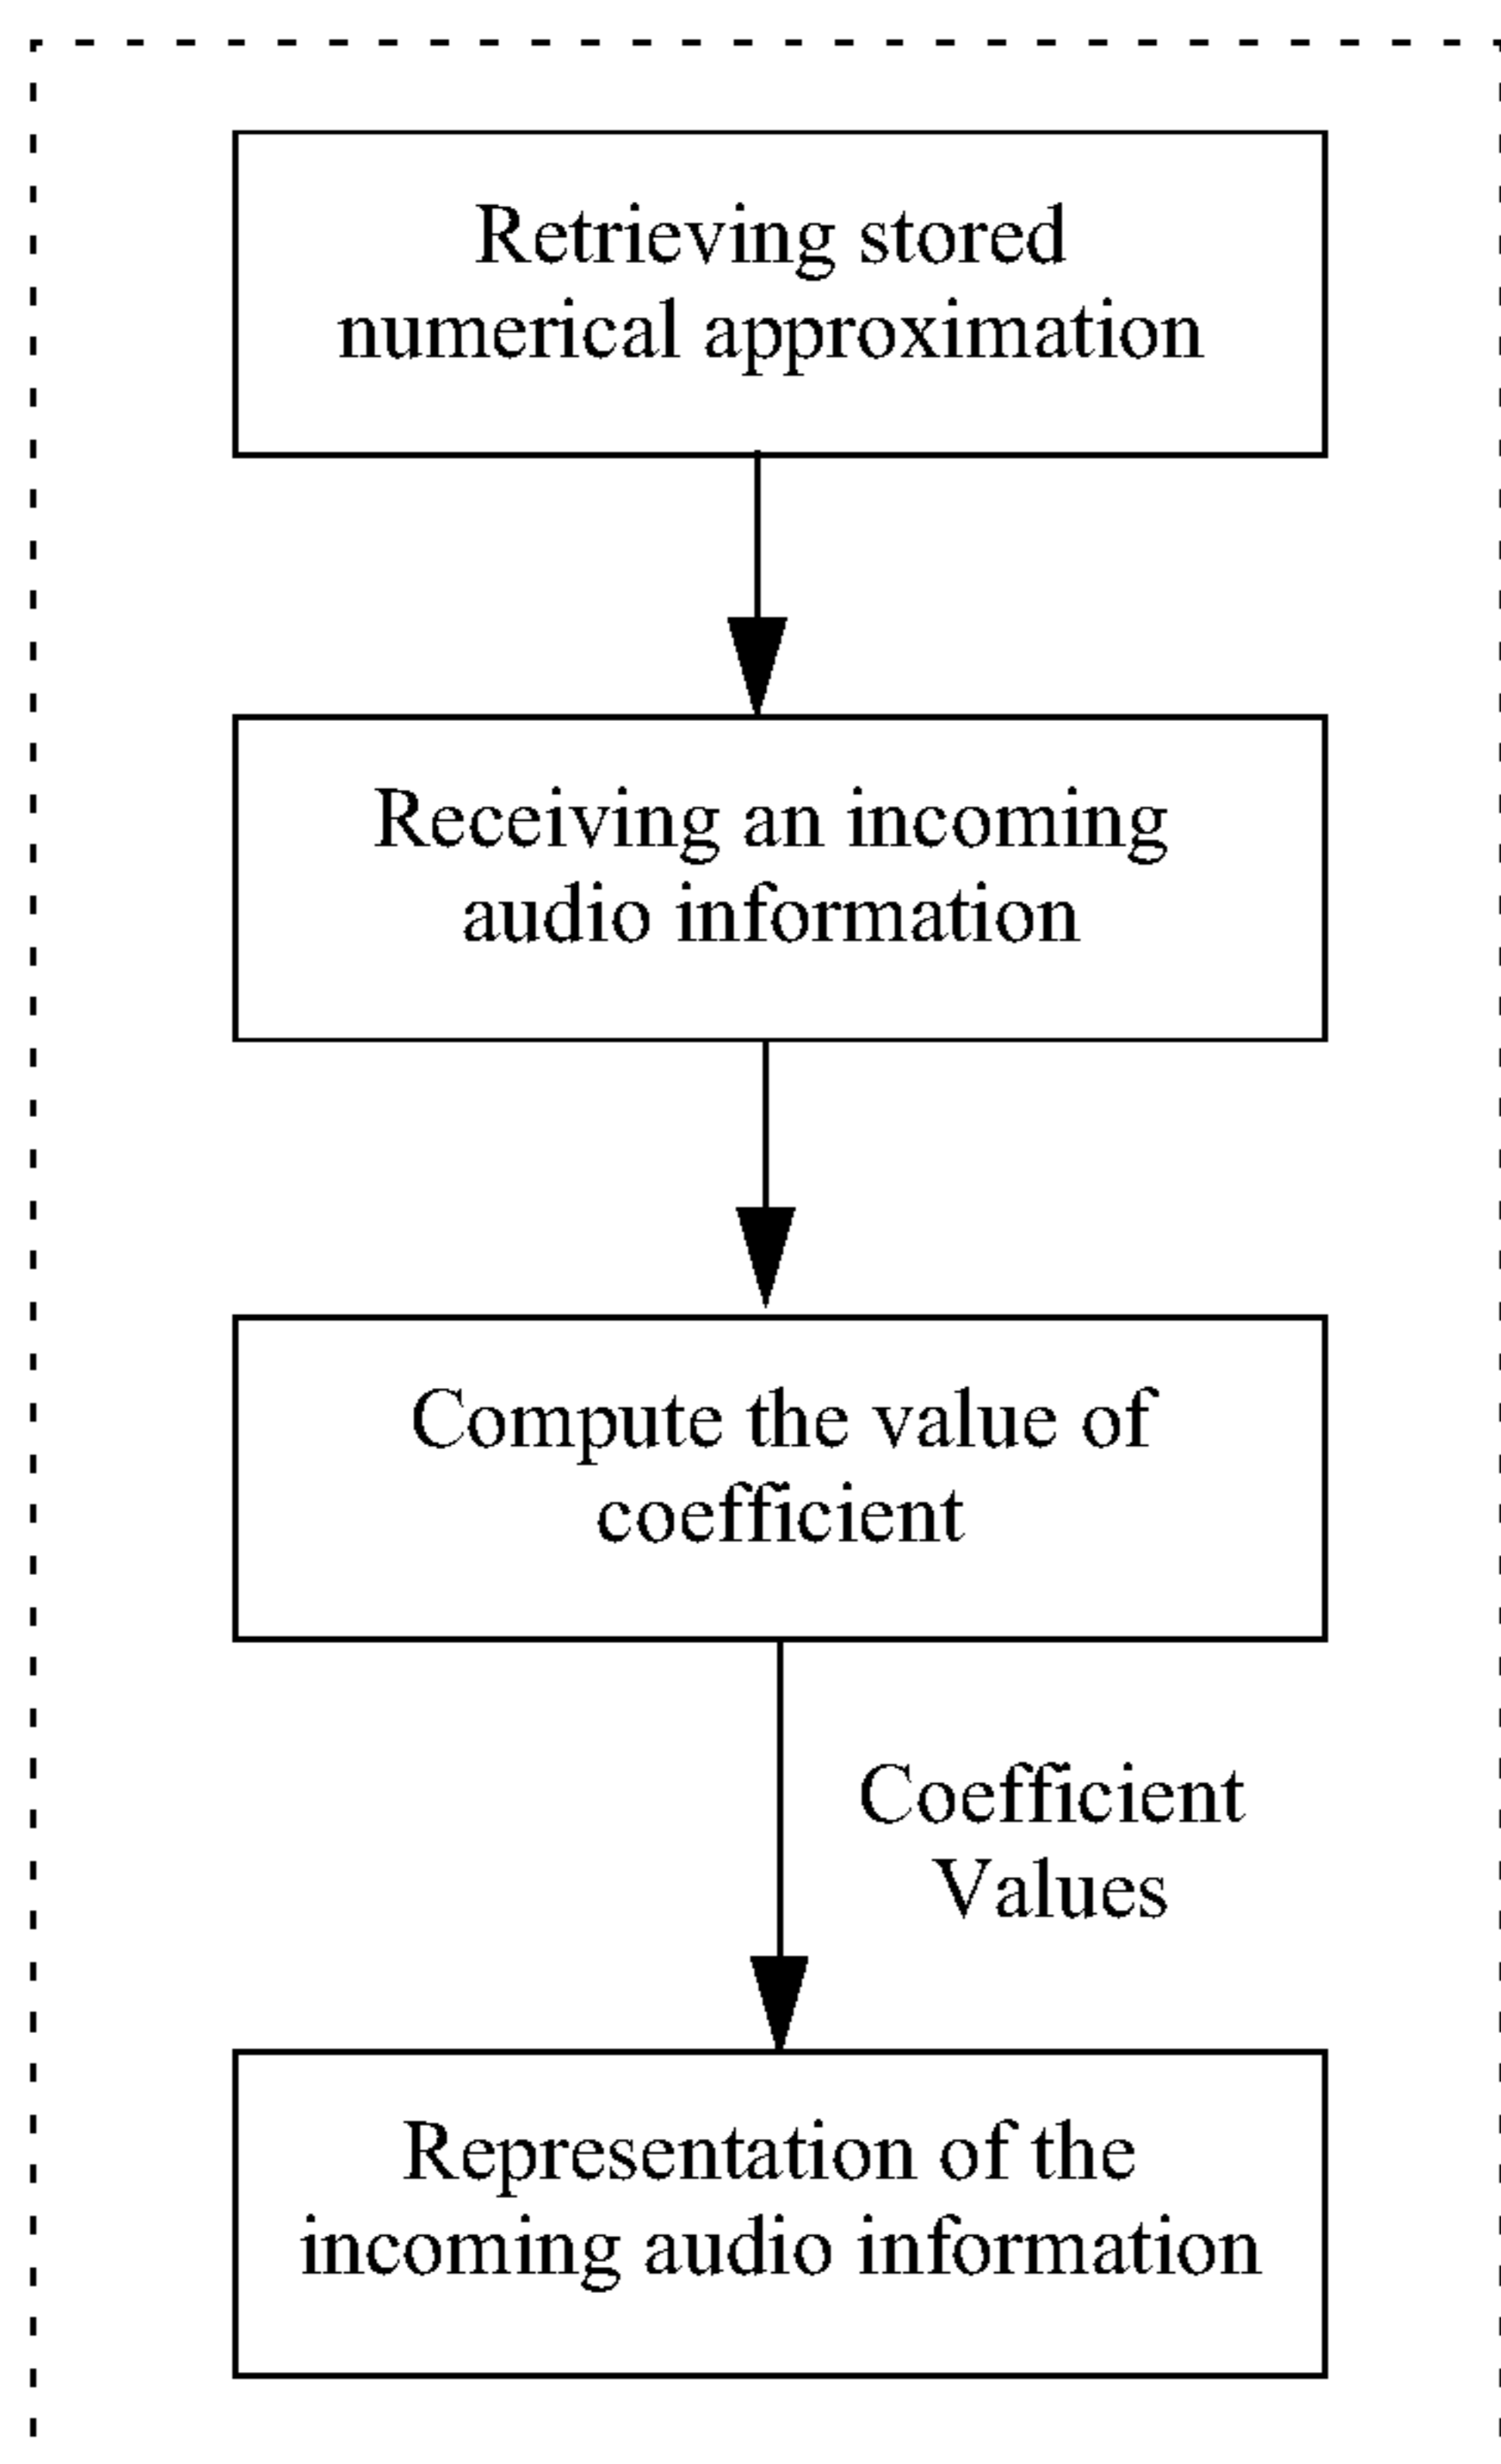 Retrieving stored
numerical approximation
Receiving an incoming
audio information
Compute the value of
coefficient
Coefficient
Values
Representation of the
incoming audio information